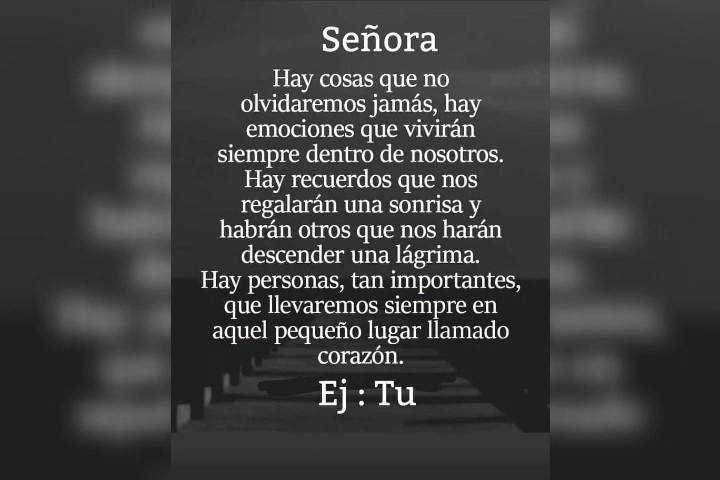 Señora
Hay cosas que no
olvidaremos jamás, hay
emociones que vivirán
siempre dentro de nosotros.
Hay recuerdos que nos
regalarán una sonrisa y
habrán otros que nos harán
descender una lágrima.
Hay personas, tan importantes,
que llevaremos siempre en
aquel pequeño lugar llamado
corazón.
Ej : Tu